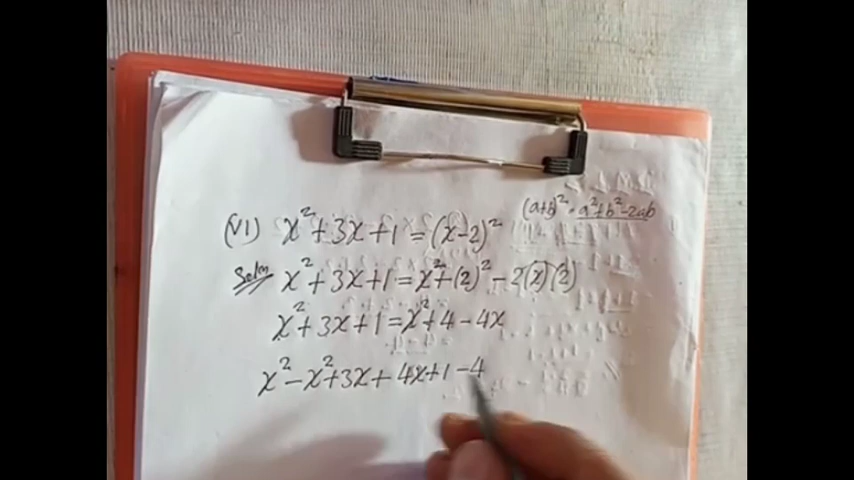 (a+b)² = a²+b²-2ab
(VI) x²+3x+1=(x-2)²
Soln x²+3x+1=x²+(2)²-2(x)(2)
x²+3x+1=x²+4-4x
x²-x²+3x+4x+1-4